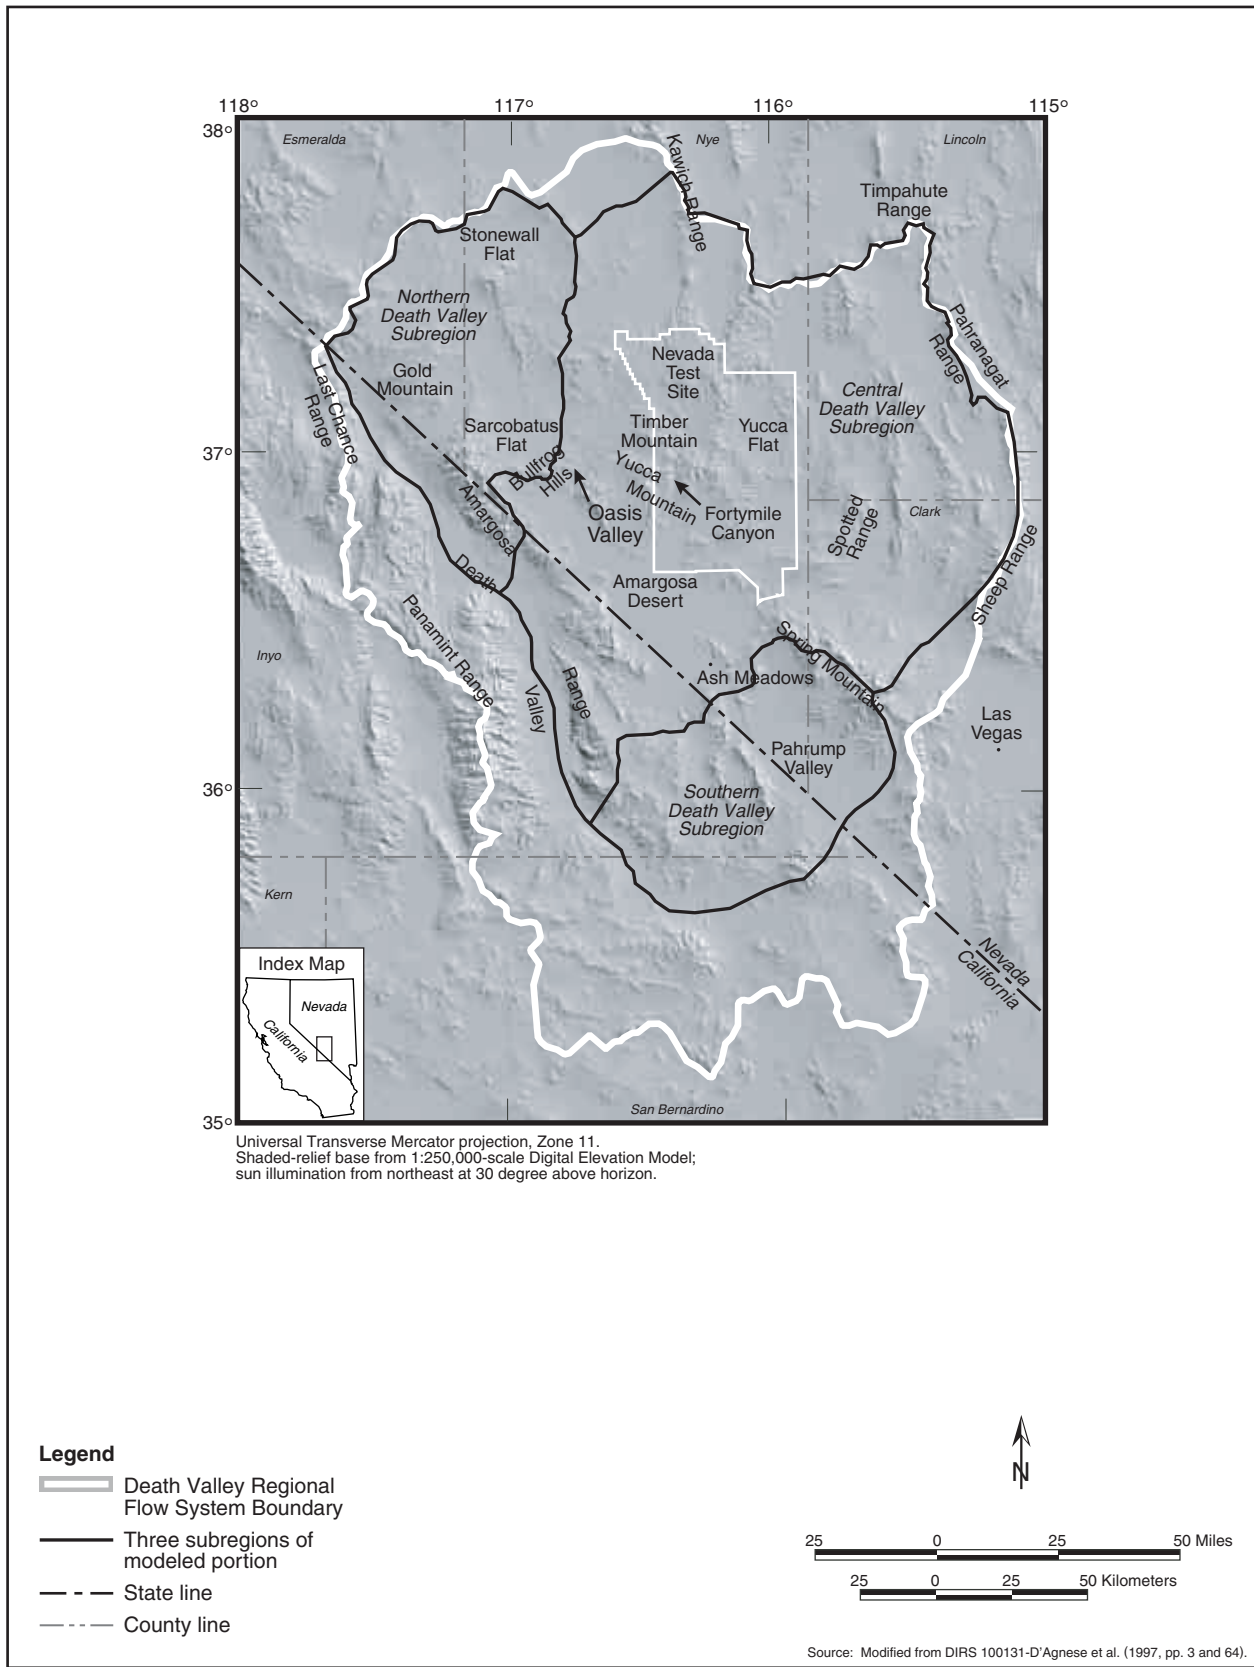 118° 117° 116° 115°
38°
Esmeralda
Nye
Lincoln
Kawich Range
Timpahute
Range
Stonewall
Flat
Northern
Death Valley
Subregion
Pahranagat
Range
Nevada
Test
Site
Gold
Mountain
Last Chance
Range
Central
Death Valley
Subregion
Sarcobatus
Flat
Timber
Mountain
Yucca
Flat
37°
Bullfrog
Hills
Yucca
Mountain
Amargosa
Oasis
Valley
Fortymile
Canyon
Spotted
Range
Clark
Sheep Range
Death
Amargosa
Desert
Panamint Range
Spring Mountain
Inyo
Ash Meadows
Range
Valley
Las
Vegas
Pahrump
Valley
36°
Southern
Death Valley
Subregion
Kern
Nevada
California
Index Map
Nevada
California
San Bernardino
35°
Universal Transverse Mercator projection, Zone 11.
Shaded-relief base from 1:250,000-scale Digital Elevation Model;
sun illumination from northeast at 30 degree above horizon.
Legend
Death Valley Regional
Flow System Boundary
Three subregions of
modeled portion
State line
County line
N
25 0 25 50 Miles
25 0 25 50 Kilometers
Source: Modified from DIRS 100131-D'Agnese et al. (1997, pp. 3 and 64).